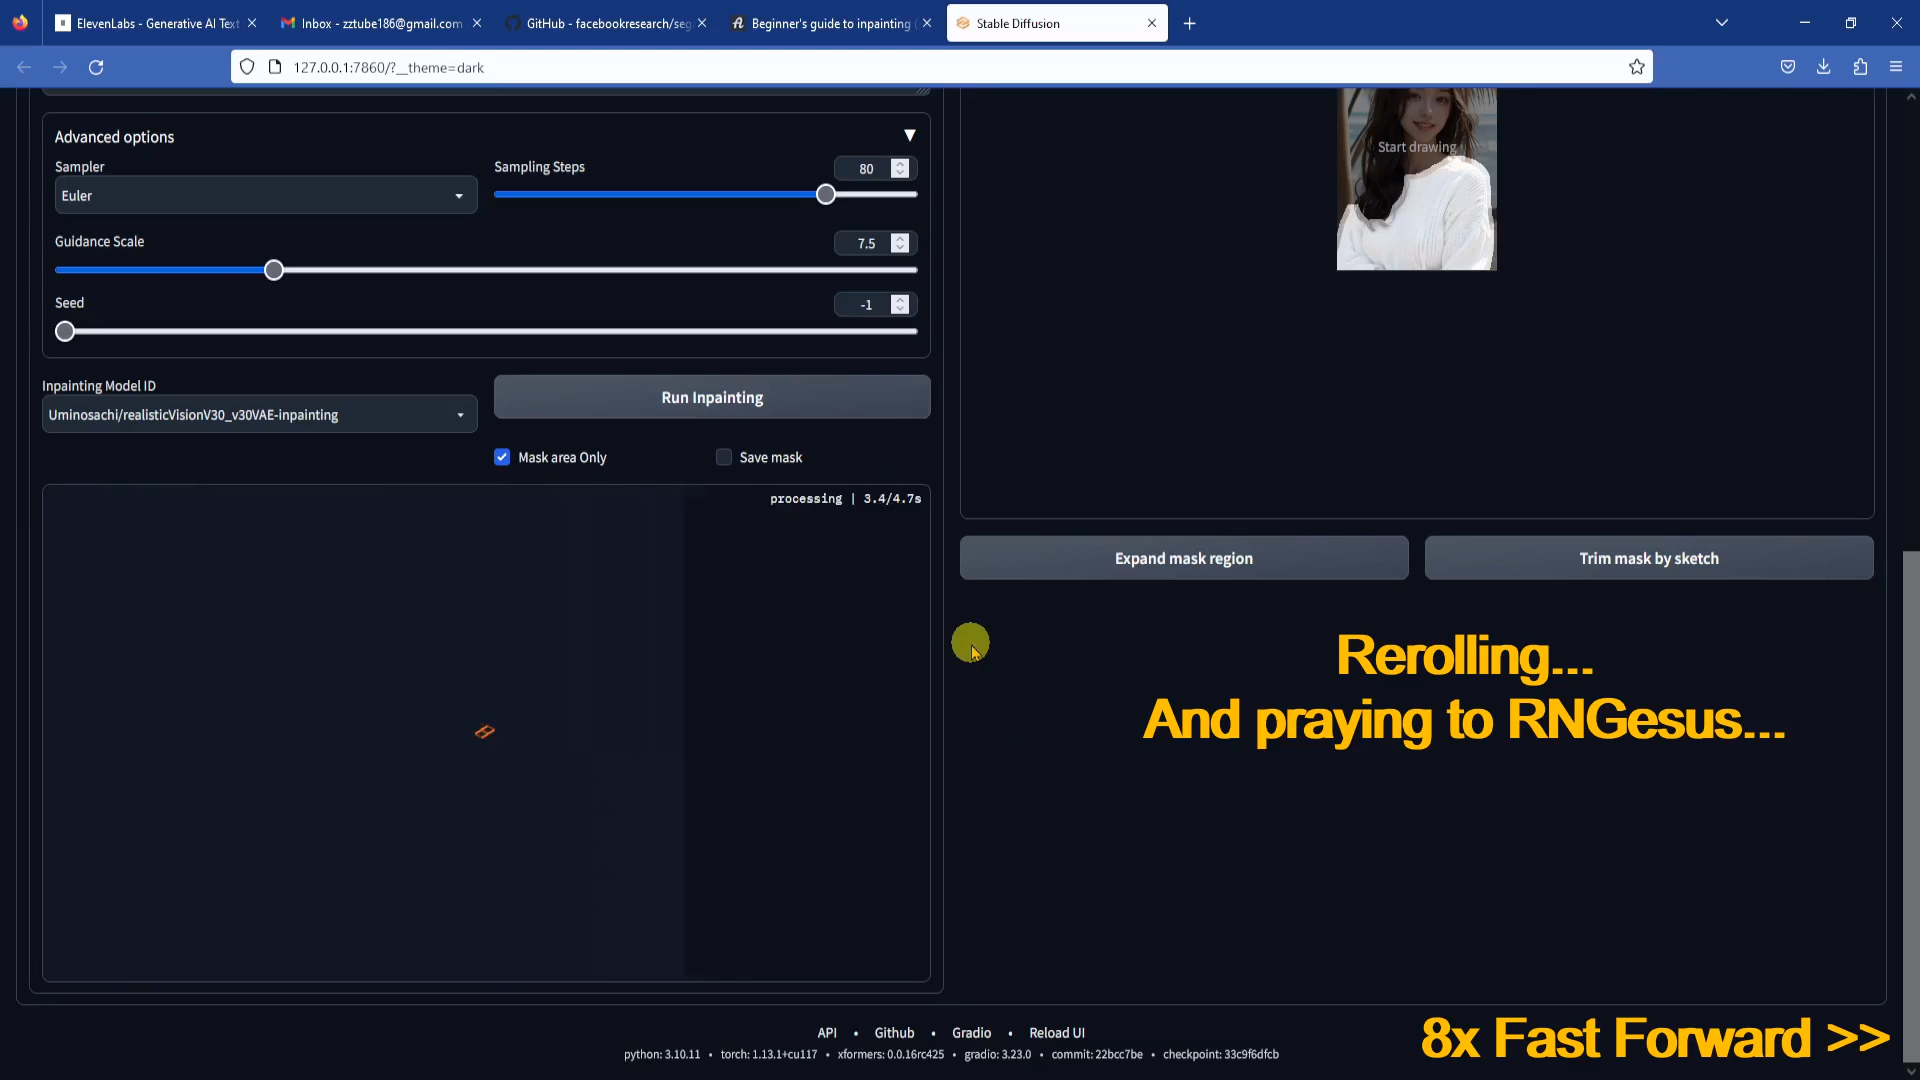 ElevenLabs - Generative AI Text
Inbox - zztube186@gmail.com
GitHub - facebookresearch/seg
Beginner's guide to inpainting (
Stable Diffusion
127.0.0.1:7860/?__theme=dark
Advanced options
Sampler
Euler
Sampling Steps
80
Guidance Scale
7.5
Seed
-1
Inpainting Model ID
Uminosachi/realisticVisionV30_v30VAE-inpainting
Run Inpainting
Mask area Only
Save mask
processing | 3.4/4.7s
Start drawing
Expand mask region
Trim mask by sketch
Rerolling...
And praying to RNGesus...
API • Github • Gradio • Reload UI
python: 3.10.11 • torch: 1.13.1+cu117 • xformers: 0.0.16rc425 • gradio: 3.23.0 • commit: 22bcc7be • checkpoint: 33c9f6dfcb
8x Fast Forward >>